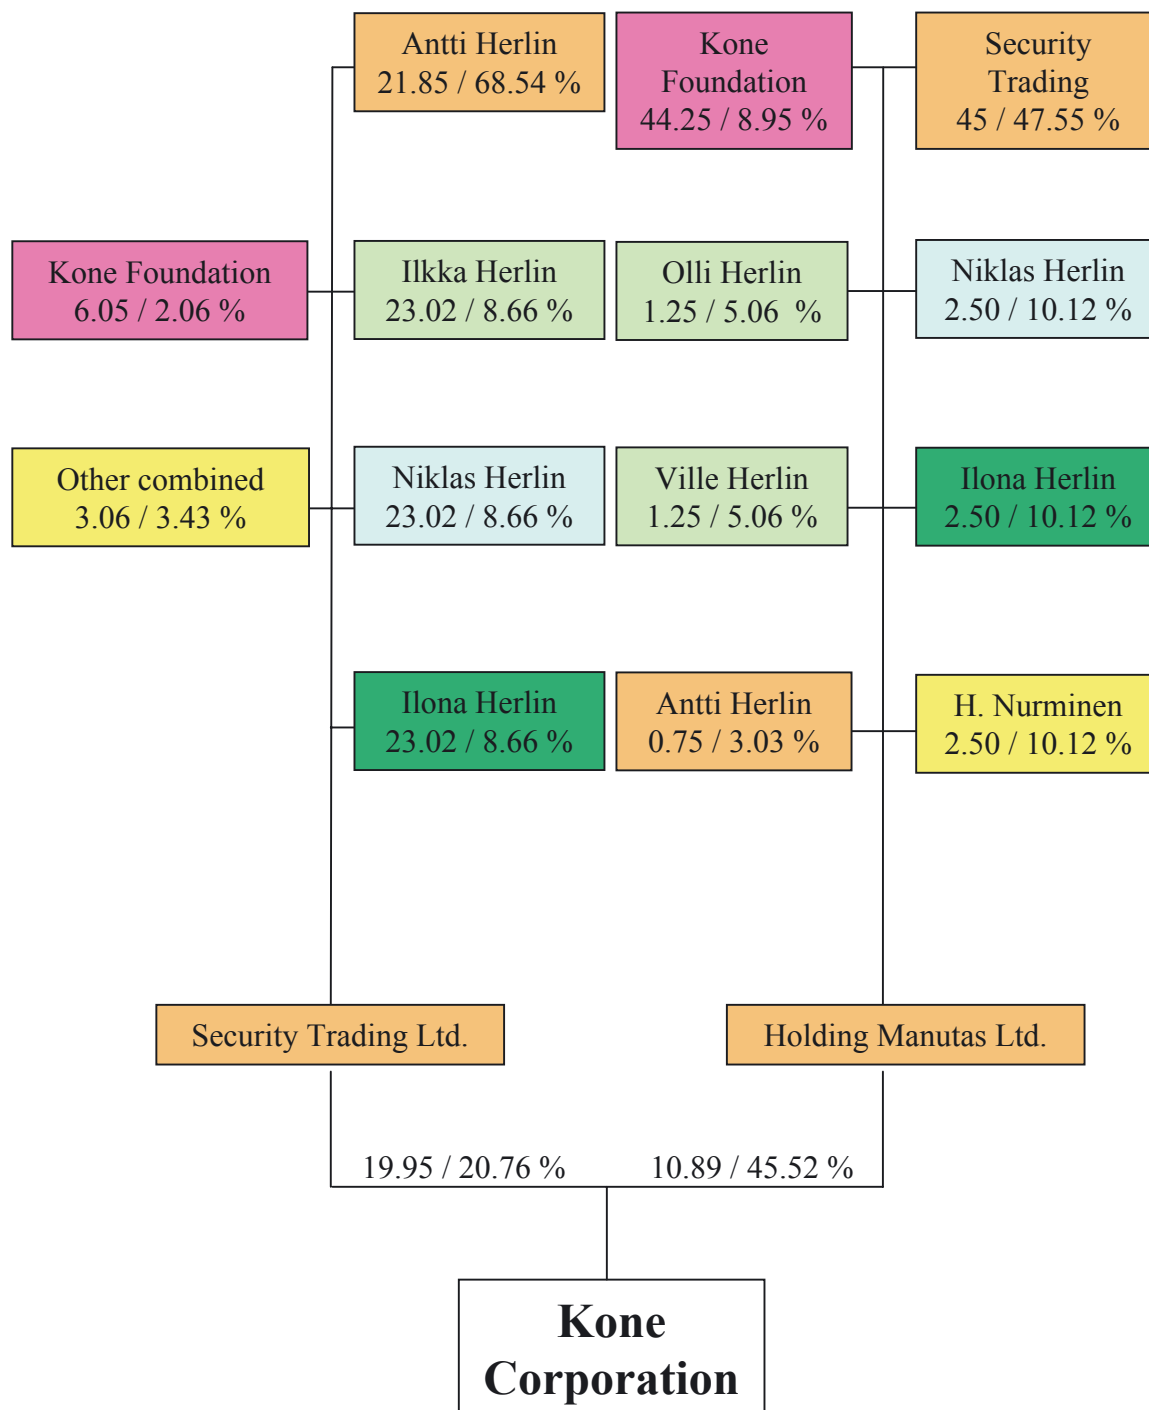 Antti Herlin
21.85 / 68.54 %
Kone
Foundation
44.25 / 8.95 %
Security
Trading
45 / 47.55 %
Kone Foundation
6.05 / 2.06 %
Ilkka Herlin
23.02 / 8.66 %
Olli Herlin
1.25 / 5.06 %
Niklas Herlin
2.50 / 10.12 %
Other combined
3.06 / 3.43 %
Niklas Herlin
23.02 / 8.66 %
Ville Herlin
1.25 / 5.06 %
Ilona Herlin
2.50 / 10.12 %
Ilona Herlin
23.02 / 8.66 %
Antti Herlin
0.75 / 3.03 %
H. Nurminen
2.50 / 10.12 %
Security Trading Ltd.
Holding Manutas Ltd.
19.95 / 20.76 %
10.89 / 45.52 %
Kone
Corporation